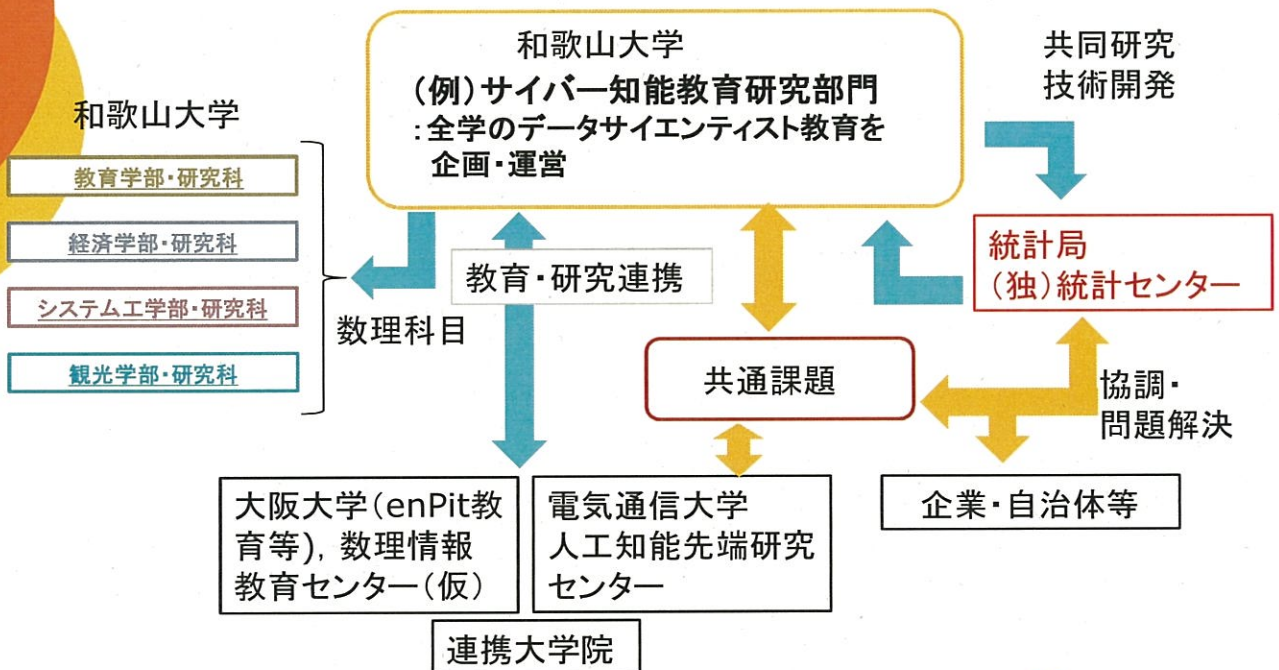 和歌山大学
(例)サイバー知能教育研究部門
:全学のデータサイエンティスト教育を
企画・運営
共同研究
技術開発
和歌山大学
教育学部・研究科
経済学部・研究科
システム工学部・研究科
観光学部・研究科
数理科目
教育・研究連携
統計局
(独)統計センター
共通課題
協調・
問題解決
大阪大学(enPit教
育等),数理情報
教育センター(仮)
電気通信大学
人工知能先端研究
センター
企業・自治体等
連携大学院